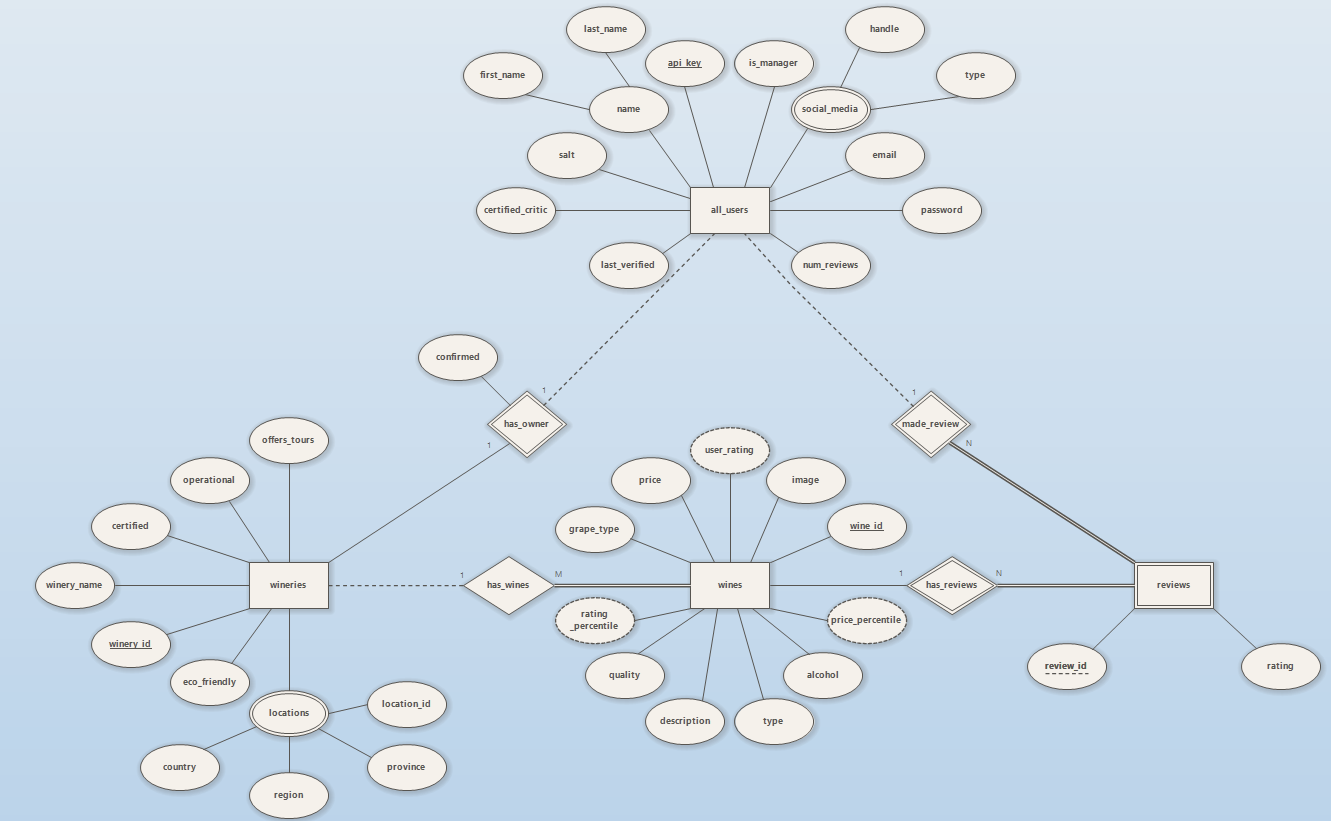 last_name
handle
first_name
api_key
is_manager
type
name
social_media
salt
email
certified_critic
all_users
password
last_verified
num_reviews
confirmed
1
1
has_owner
made_review
1
N
offers_tours
user_rating
operational
price
image
certified
grape_type
wine_id
winery_name
wineries
1
has_wines
M
wines
1
has_reviews
N
reviews
rating
_percentile
price_percentile
winery_id
eco_friendly
quality
alcohol
review_id
rating
locations
location_id
description
type
country
province
region